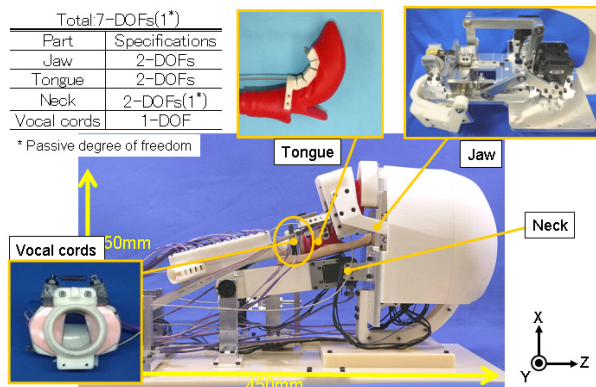 Total:7-DOFs(1*)
Part Specifications
Jaw 2-DOFs
Tongue 2-DOFs
Neck 2-DOFs(1*)
Vocal cords 1-DOF
* Passive degree of freedom
Tongue
Jaw
Neck
50mm
Vocal cords
450mm
X
Z
Y